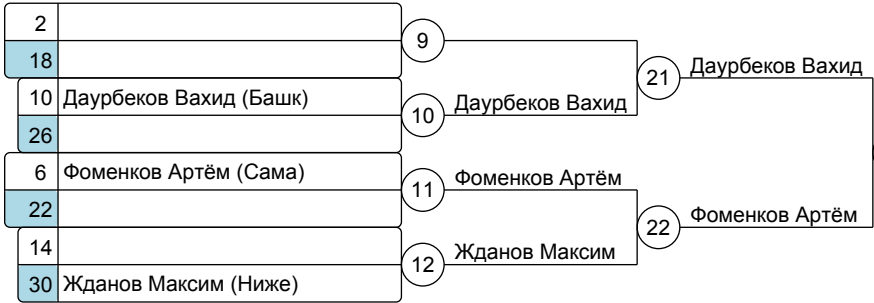 2
9
18
Даурбеков Вахид
21
10 Даурбеков Вахид (Башк)
Даурбеков Вахид
10
26
6 Фоменков Артём (Сама)
Фоменков Артём
11
22
Фоменков Артём
22
14
Жданов Максим
12
30 Жданов Максим (Ниже)